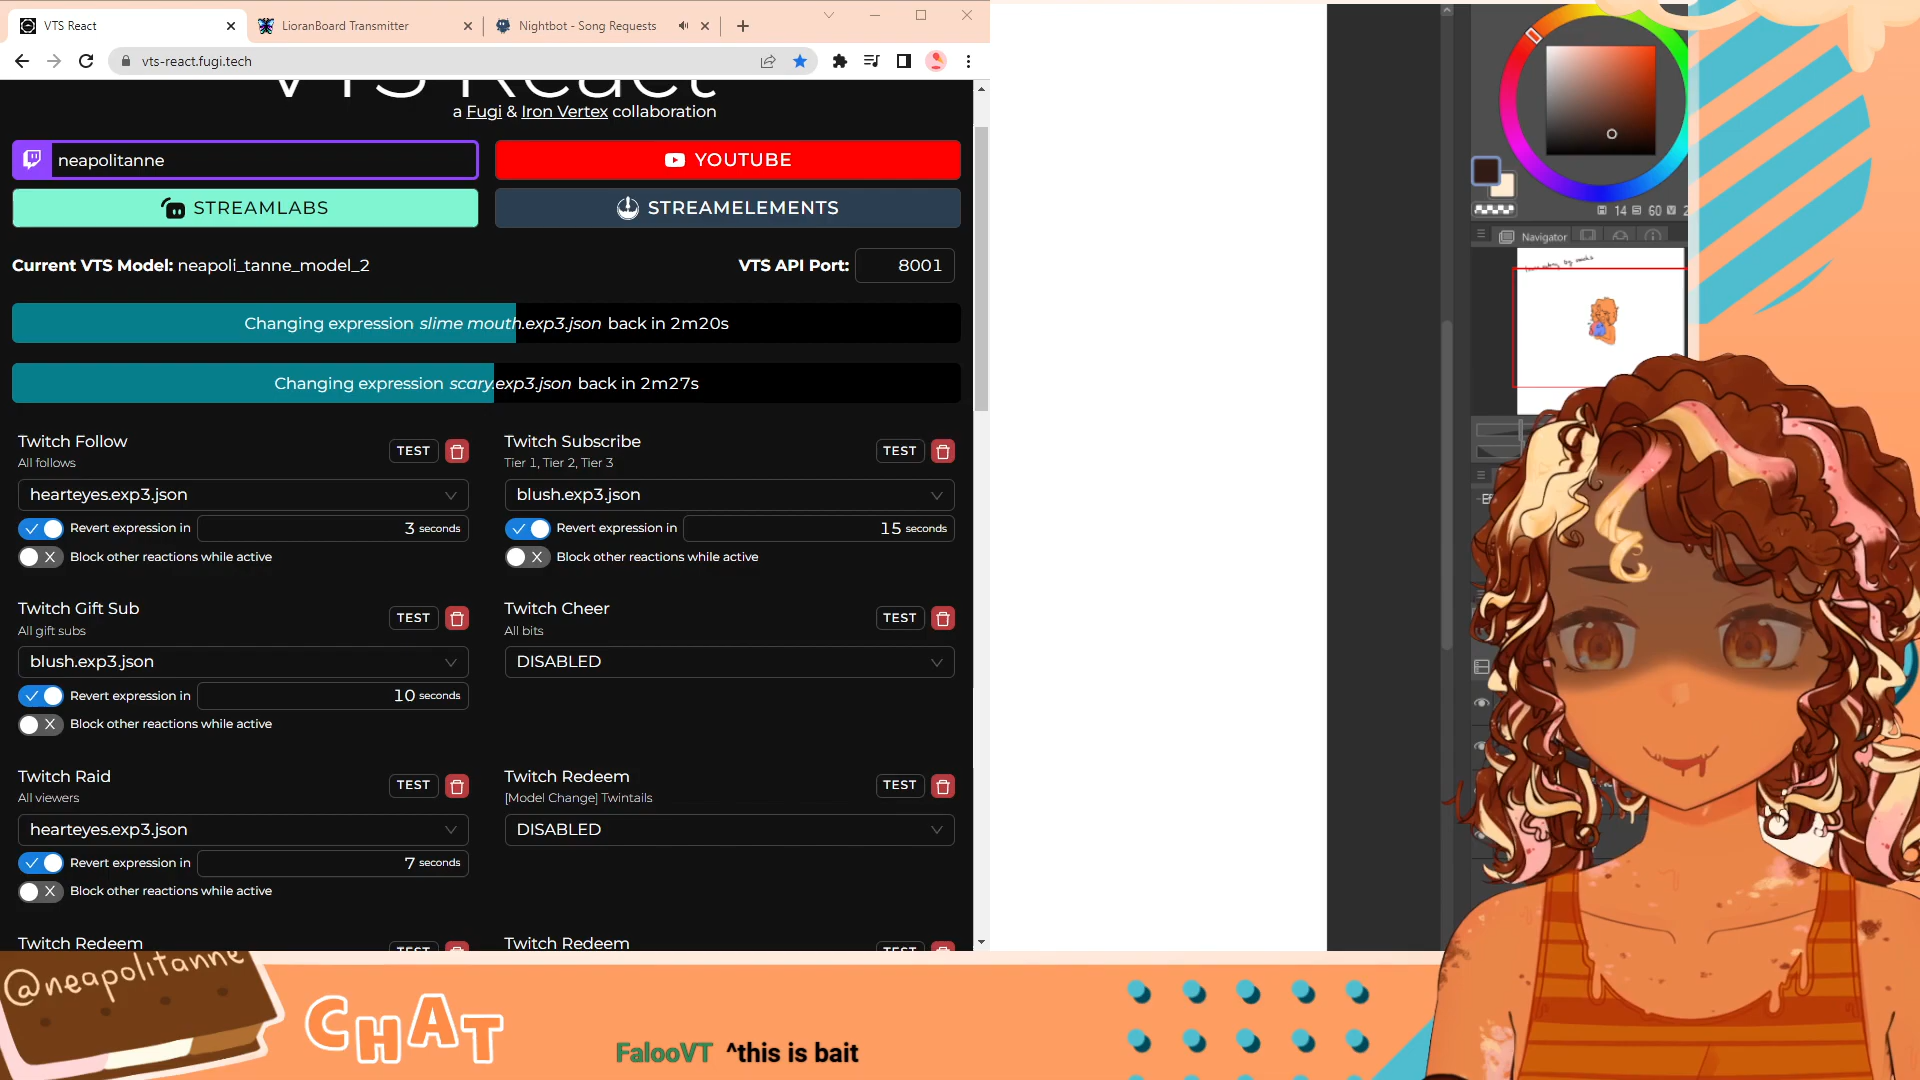 VTS React
LioranBoard Transmitter
Nightbot - Song Requests
vts-react.fugi.tech
VTS React
a Fugi & Iron Vertex collaboration
neapolitanne
YOUTUBE
STREAMLABS
STREAMELEMENTS
Current VTS Model: neapoli_tanne_model_2
VTS API Port: 8001
Changing expression slime mouth.exp3.json back in 2m20s
Changing expression scary.exp3.json back in 2m27s
Twitch Follow
All follows
TEST
hearteyes.exp3.json
Revert expression in 3 seconds
Block other reactions while active
Twitch Subscribe
Tier 1, Tier 2, Tier 3
TEST
blush.exp3.json
Revert expression in 15 seconds
Block other reactions while active
Twitch Gift Sub
All gift subs
TEST
blush.exp3.json
Revert expression in 10 seconds
Block other reactions while active
Twitch Cheer
All bits
TEST
DISABLED
Twitch Raid
All viewers
TEST
hearteyes.exp3.json
Revert expression in 7 seconds
Block other reactions while active
Twitch Redeem
[Model Change] Twintails
TEST
DISABLED
Twitch Redeem
TEST
Twitch Redeem
TEST
14 60 2
Navigator
@neapolitanne
CHAT
FalooVT ^this is bait